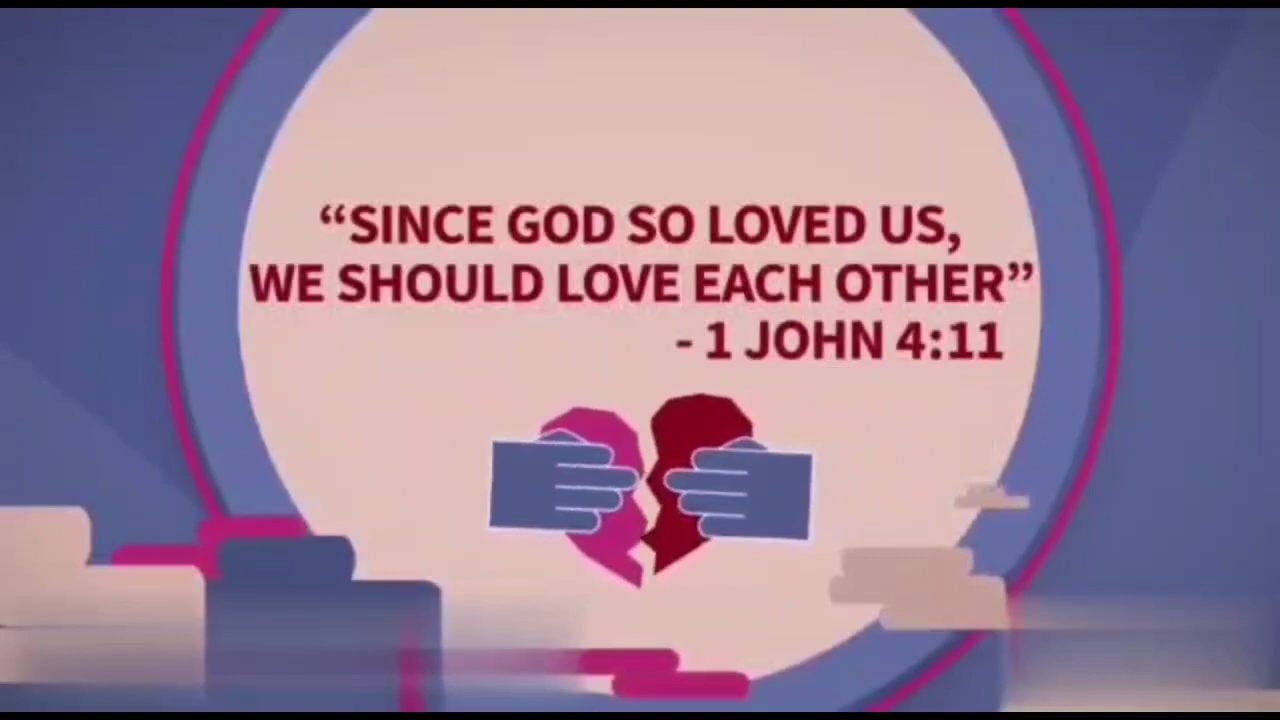 “SINCE GOD SO LOVED US,
WE SHOULD LOVE EACH OTHER”
- 1 JOHN 4:11